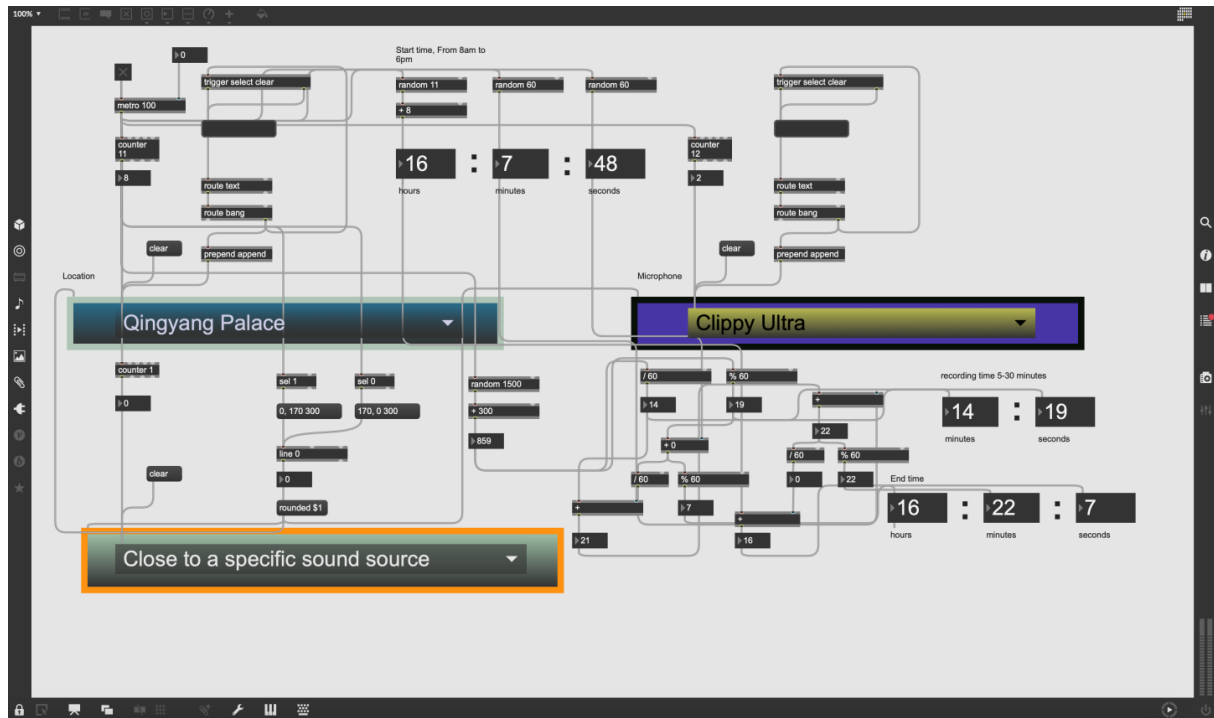 100%
0
Start time, From 8am to
6pm
trigger select clear
random 11
random 60
random 60
trigger select clear
metro 100
+ 8
counter
11
16 : 7 : 48
counter
12
8
hours
minutes
seconds
2
route text
route text
route bang
route bang
clear
prepend append
clear
prepend append
Location
Microphone
Qingyang Palace
Clippy Ultra
counter 1
sel 1
sel 0
random 1500
/ 60
% 60
+
recording time 5-30 minutes
0
0, 170 300
170, 0 300
+ 300
14
19
14 : 19
22
minutes
seconds
859
+ 0
line 0
/ 60
% 60
clear
0
/ 60
% 60
0
22
End time
rounded $1
+
7
+
16 : 22 : 7
21
16
hours
minutes
seconds
Close to a specific sound source